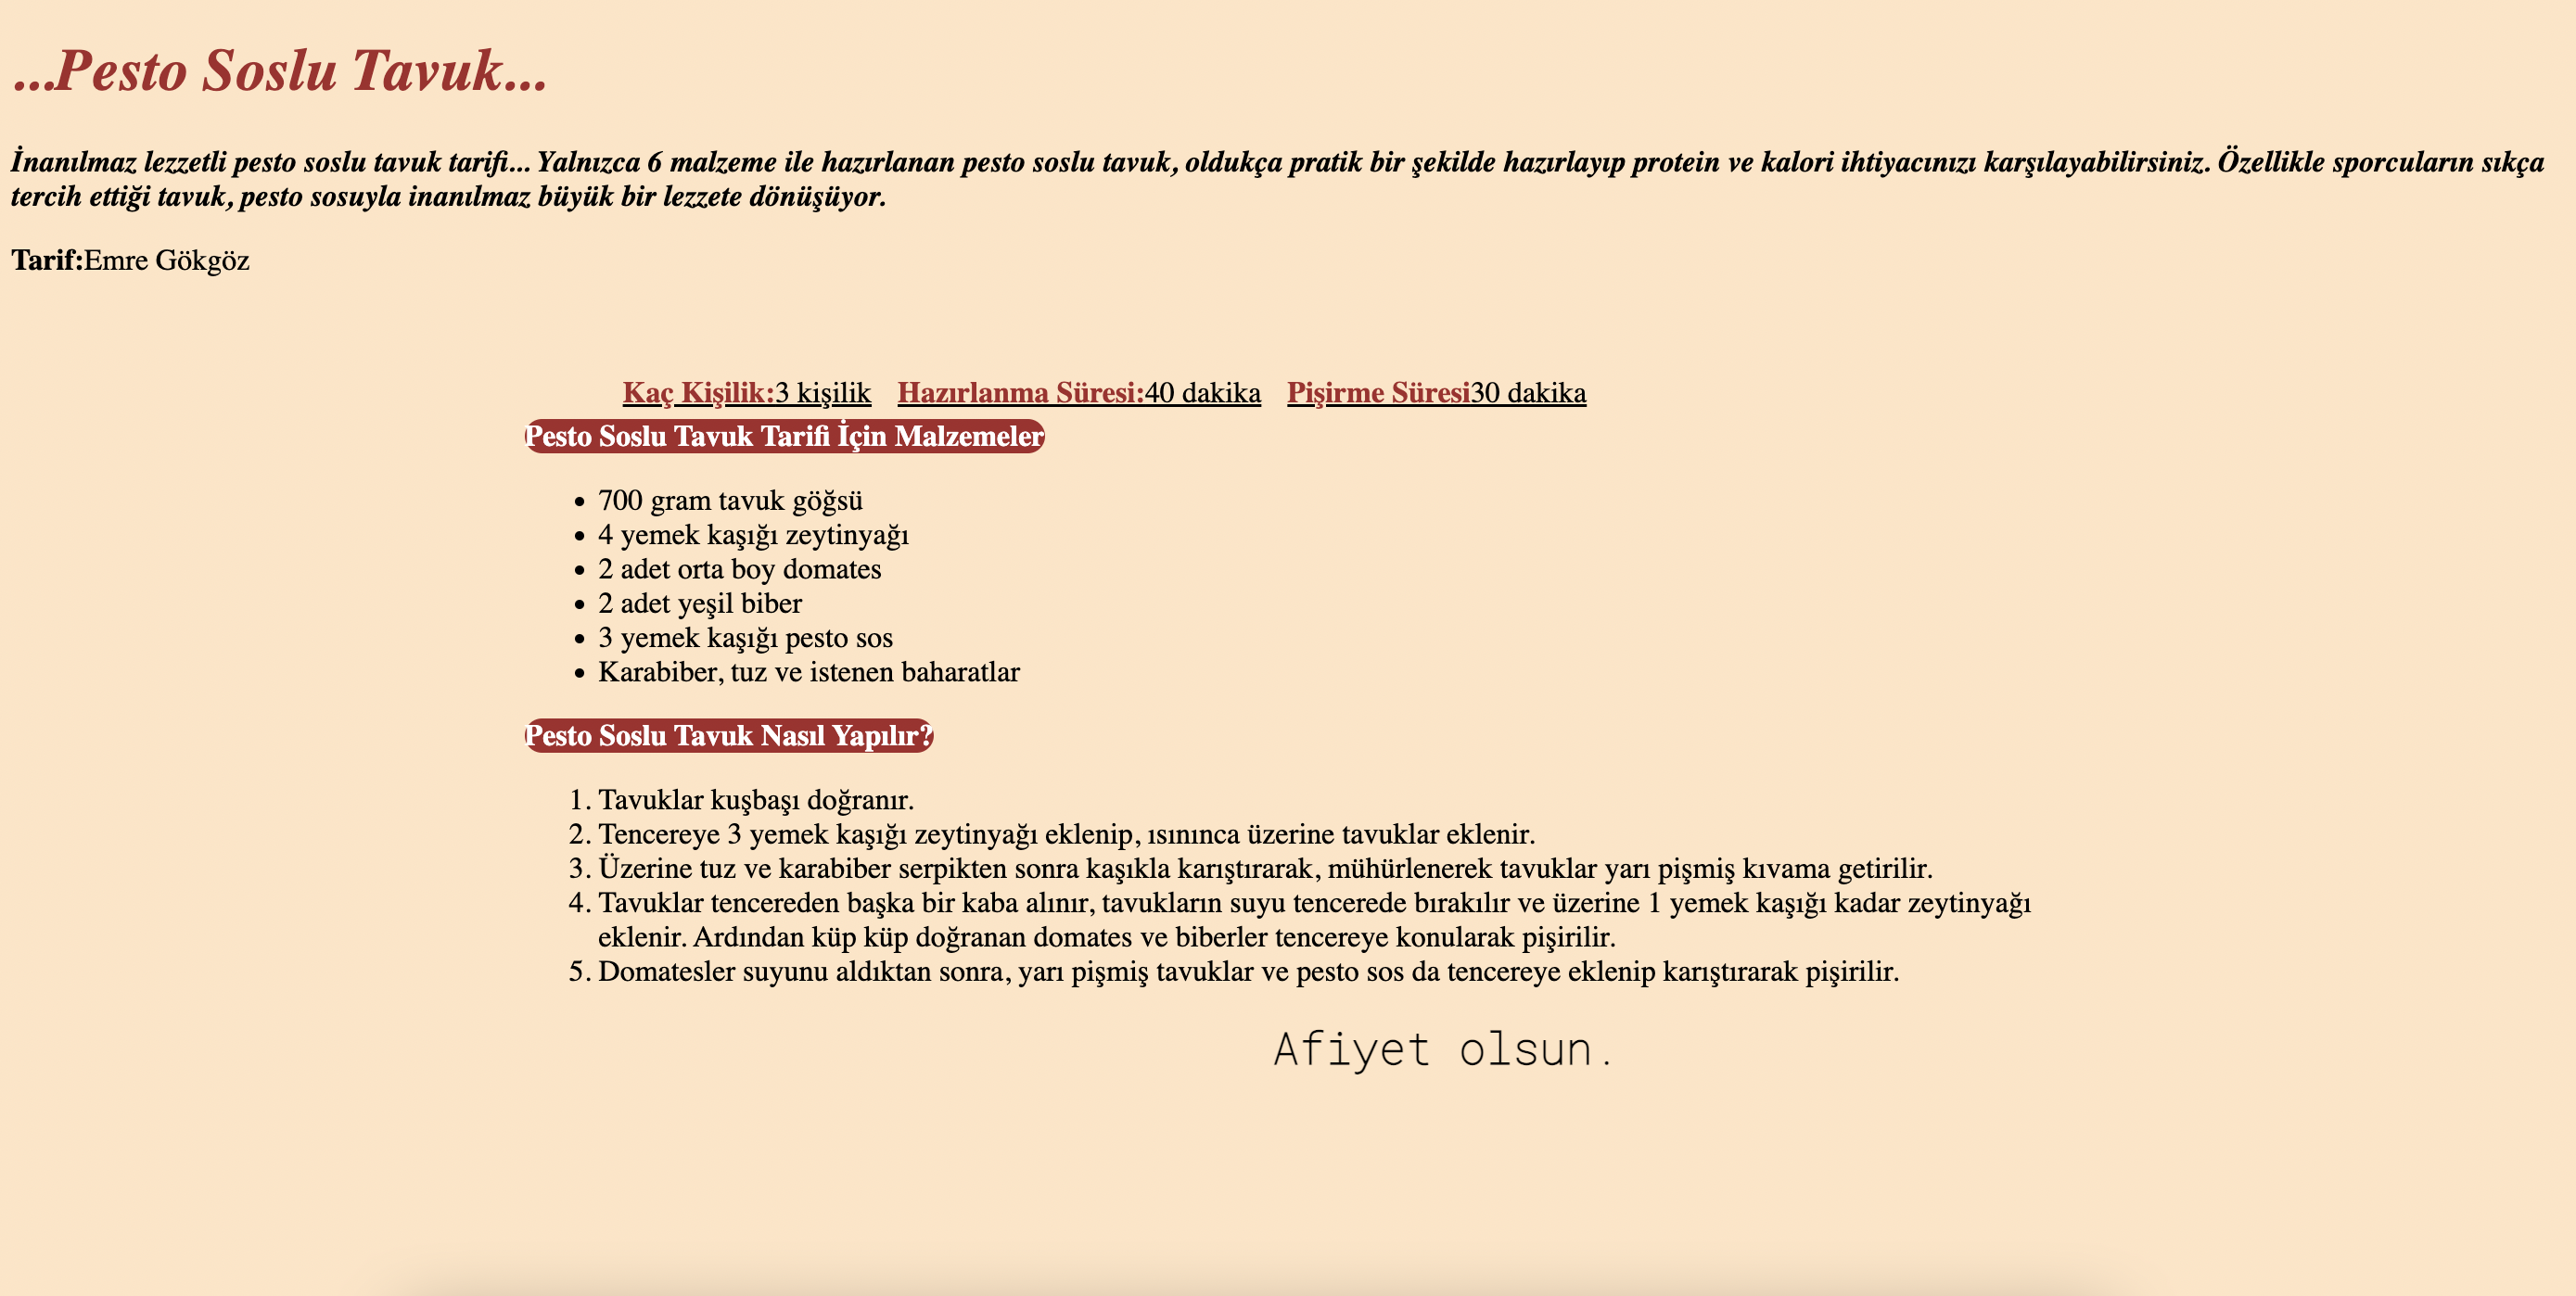 ...Pesto Soslu Tavuk...
İnanılmaz lezzetli pesto soslu tavuk tarifi... Yalnızca 6 malzeme ile hazırlanan pesto soslu tavuk, oldukça pratik bir şekilde hazırlayıp protein ve kalori ihtiyacınızı karşılayabilirsiniz. Özellikle sporcuların sıkça
tercih ettiği tavuk, pesto sosuyla inanılmaz büyük bir lezzete dönüşüyor.
Tarif:Emre Gökgöz
Kaç Kişilik:3 kişilik Hazırlanma Süresi:40 dakika Pişirme Süresi30 dakika
Pesto Soslu Tavuk Tarifi İçin Malzemeler
• 700 gram tavuk göğsü
• 4 yemek kaşığı zeytinyağı
• 2 adet orta boy domates
• 2 adet yeşil biber
• 3 yemek kaşığı pesto sos
• Karabiber, tuz ve istenen baharatlar
Pesto Soslu Tavuk Nasıl Yapılır?
1. Tavuklar kuşbaşı doğranır.
2. Tencereye 3 yemek kaşığı zeytinyağı eklenip, ısınınca üzerine tavuklar eklenir.
3. Üzerine tuz ve karabiber serpikten sonra kaşıkla karıştırarak, mühürlenerek tavuklar yarı pişmiş kıvama getirilir.
4. Tavuklar tencereden başka bir kaba alınır, tavukların suyu tencerede bırakılır ve üzerine 1 yemek kaşığı kadar zeytinyağı
eklenir. Ardından küp küp doğranan domates ve biberler tencereye konularak pişirilir.
5. Domatesler suyunu aldıktan sonra, yarı pişmiş tavuklar ve pesto sos da tencereye eklenip karıştırarak pişirilir.
Afiyet olsun.